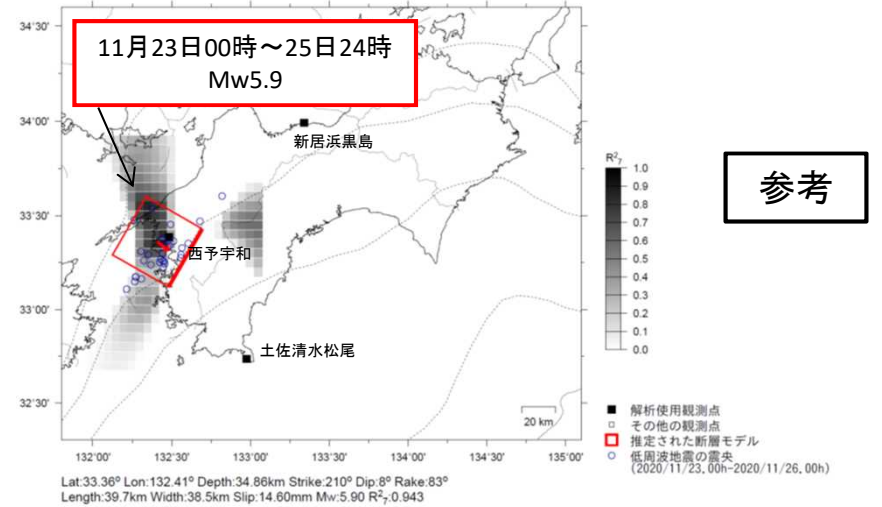 11月23日00時～25日24時
Mw5.9
参考
34˚30'
34˚00'
33˚30'
33˚00'
32˚30'
132˚00'
132˚30'
133˚00'
133˚30'
134˚00'
134˚30'
135˚00'
新居浜黒島
西予宇和
土佐清水松尾
20 km
R²₇
1.0
0.9
0.8
0.7
0.6
0.5
0.4
0.3
0.2
0.1
0.0
解析使用観測点
その他の観測点
推定された断層モデル
低周波地震の震央
(2020/11/23,00h-2020/11/26,00h)
Lat:33.36º Lon:132.41º Depth:34.86km Strike:210º Dip:8º Rake:83º
Length:39.7km Width:38.5km Slip:14.60mm Mw:5.90 R²₇:0.943